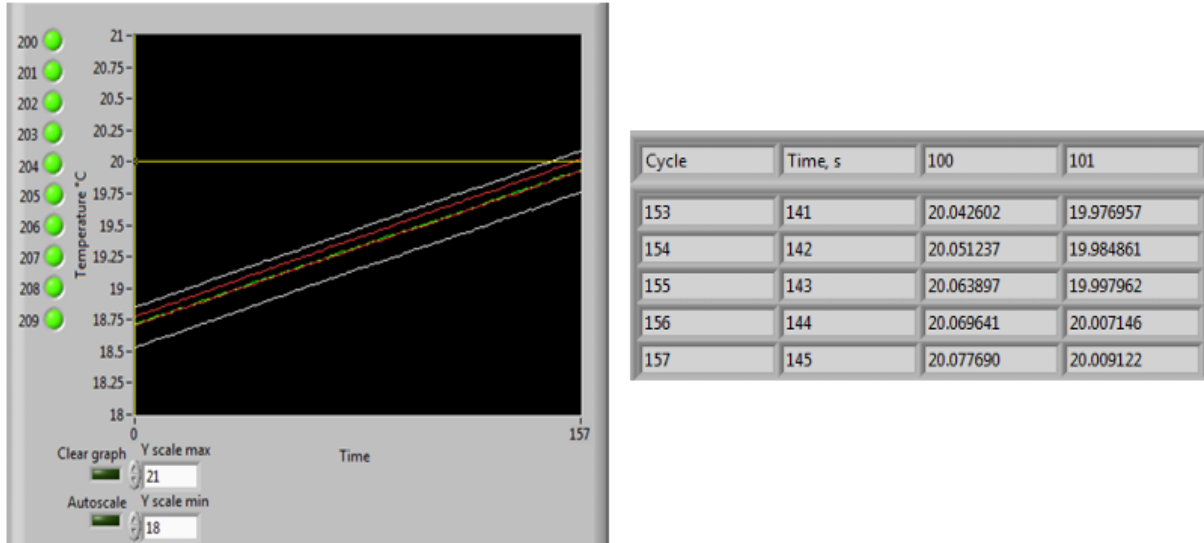 200
201
202
203
204
205
206
207
208
209
Temperature °C
21
20.75
20.5
20.25
20
19.75
19.5
19.25
19
18.75
18.5
18.25
18
0 157
Time
Clear graph Y scale max
21
Autoscale Y scale min
18
Cycle Time, s 100 101
153 141 20.042602 19.976957
154 142 20.051237 19.984861
155 143 20.063897 19.997962
156 144 20.069641 20.007146
157 145 20.077690 20.009122